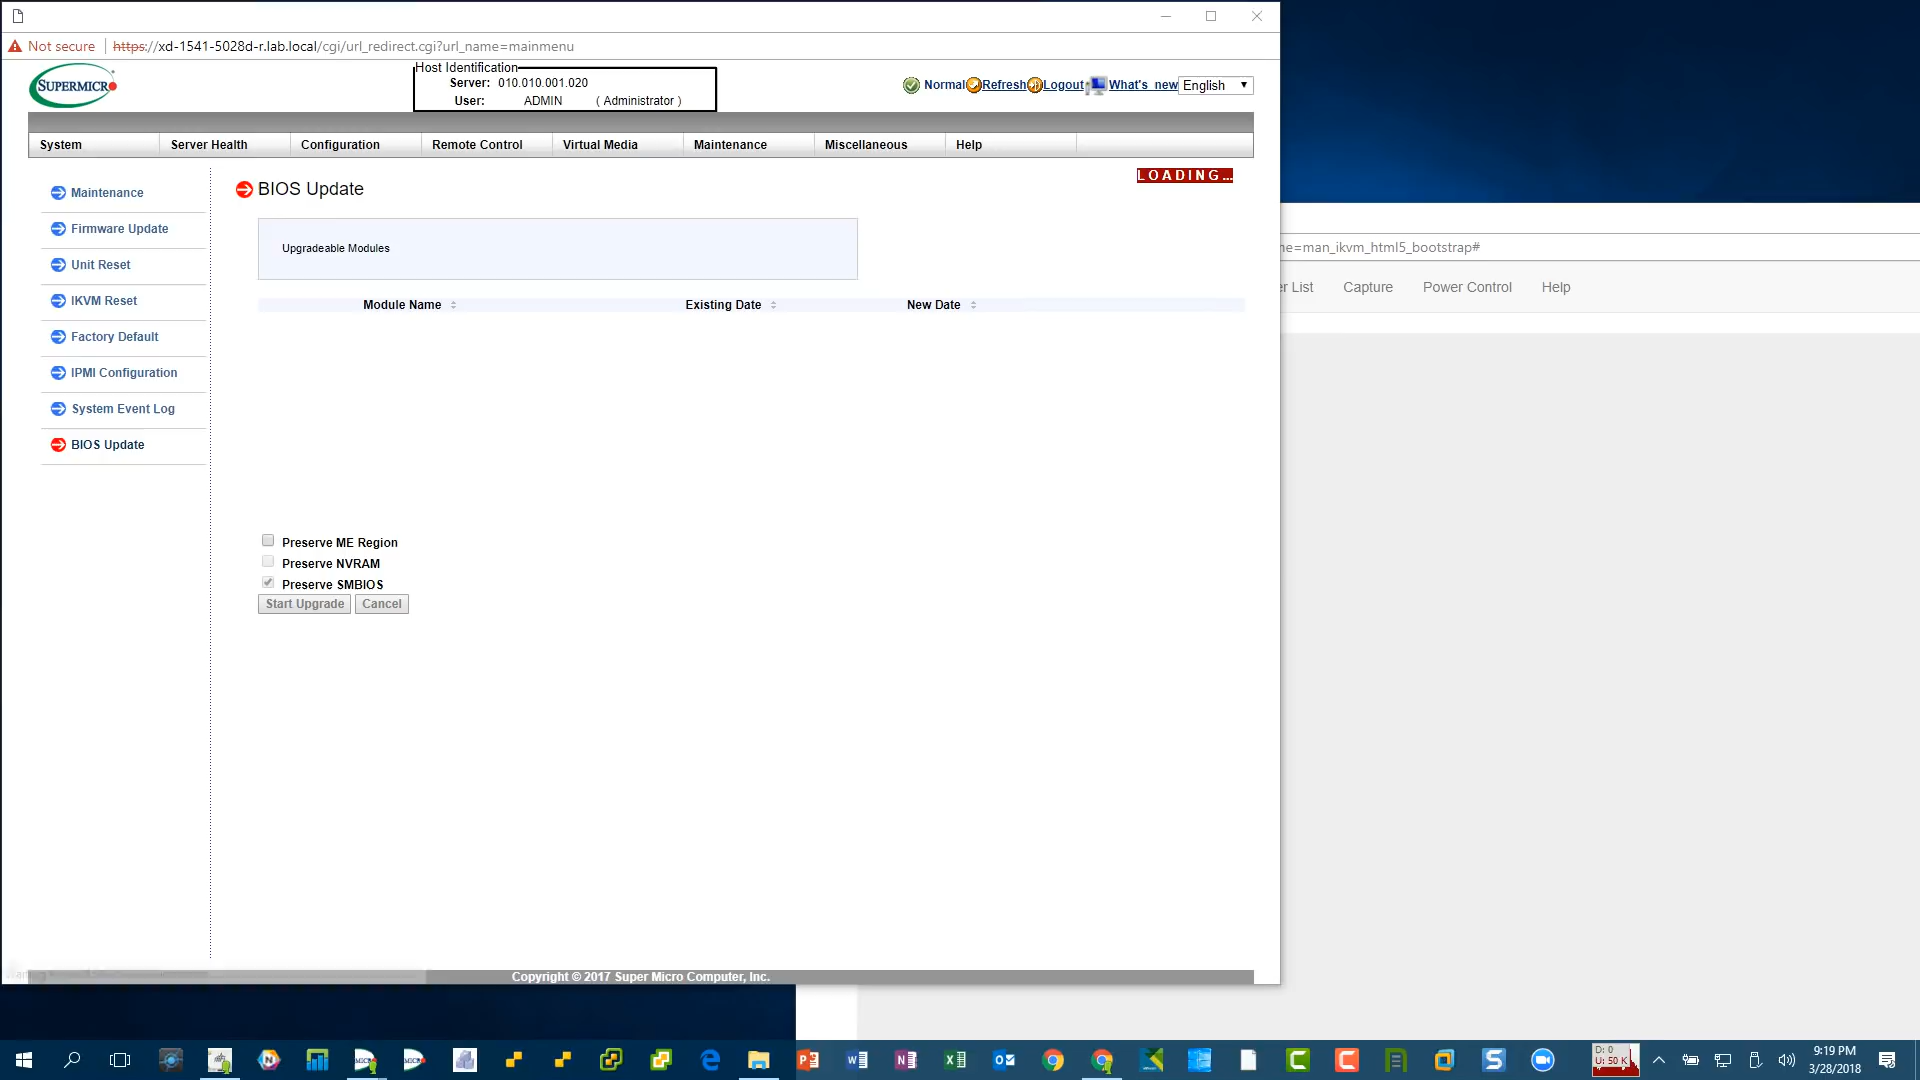 Not secure https://xd-1541-5028d-r.lab.local/cgi/url_redirect.cgi?url_name=mainmenu
SUPERMICR
Host Identification
Server: 010.010.001.020
User: ADMIN ( Administrator )
Normal Refresh Logout What's new English
System Server Health Configuration Remote Control Virtual Media Maintenance Miscellaneous Help
LOADING...
BIOS Update
Maintenance
Firmware Update
Unit Reset
IKVM Reset
Factory Default
IPMI Configuration
System Event Log
BIOS Update
Upgradeable Modules
Module Name Existing Date New Date
Preserve ME Region
Preserve NVRAM
Preserve SMBIOS
Start Upgrade Cancel
Copyright © 2017 Super Micro Computer, Inc.
=man_ikvm_html5_bootstrap#
List Capture Power Control Help
D: 0
U: 50 K
9:19 PM
3/28/2018